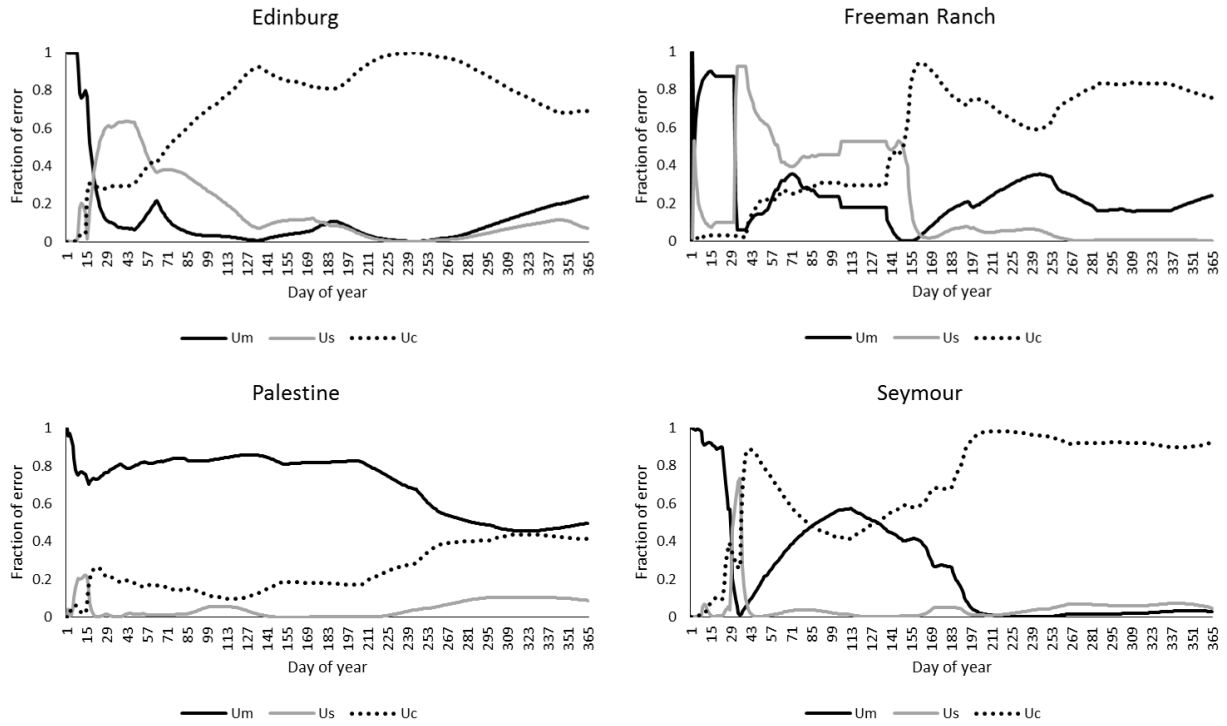 Edinburg
Fraction of error
1
0.8
0.6
0.4
0.2
0
1 15 29 43 57 71 85 99 113 127 141 155 169 183 197 211 225 239 253 267 281 295 309 323 337 351 365
Day of year
Um Us Uc
Freeman Ranch
Fraction of error
1
0.8
0.6
0.4
0.2
0
1 15 29 43 57 71 85 99 113 127 141 155 169 183 197 211 225 239 253 267 281 295 309 323 337 351 365
Day of year
Um Us Uc
Palestine
Fraction of error
1
0.8
0.6
0.4
0.2
0
1 15 29 43 57 71 85 99 113 127 141 155 169 183 197 211 225 239 253 267 281 295 309 323 337 351 365
Day of year
Um Us Uc
Seymour
Fraction of error
1
0.8
0.6
0.4
0.2
0
1 15 29 43 57 71 85 99 113 127 141 155 169 183 197 211 225 239 253 267 281 295 309 323 337 351 365
Day of year
Um Us Uc